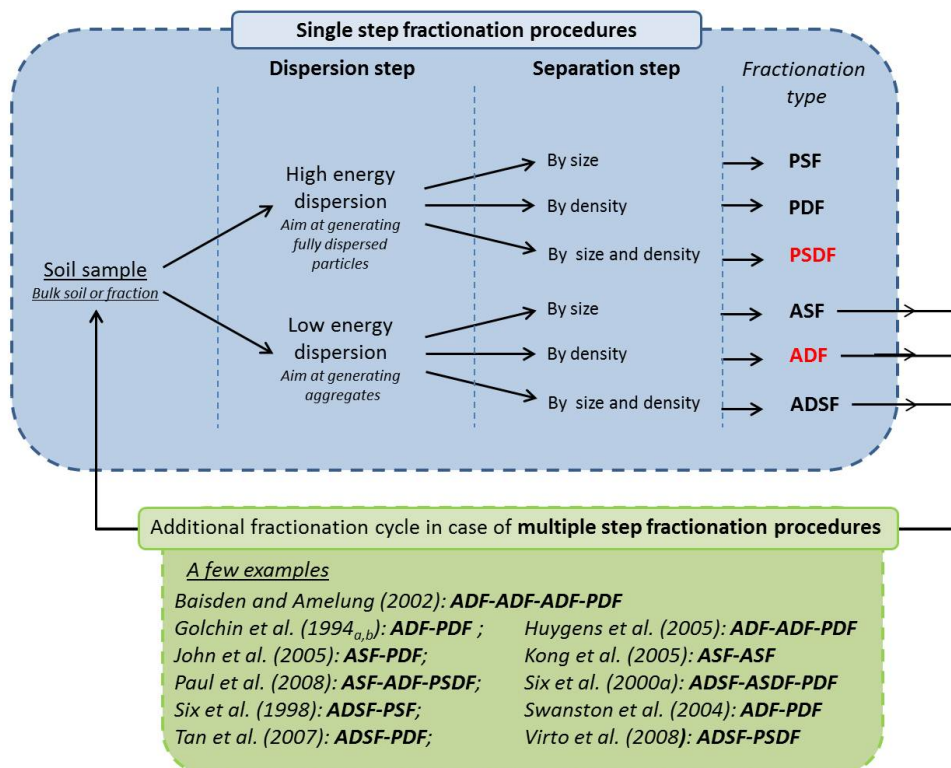 Single step fractionation procedures
Dispersion step
Separation step
Fractionation
type
Soil sample
Bulk soil or fraction
High energy
dispersion
Aim at generating
fully dispersed
particles
By size
PSF
By density
PDF
By size and density
PSDF
Low energy
dispersion
Aim at generating
aggregates
By size
ASF
By density
ADF
By size and density
ADSF
Additional fractionation cycle in case of multiple step fractionation procedures
A few examples
Baisden and Amelung (2002): ADF-ADF-ADF-PDF
Golchin et al. (1994a,b): ADF-PDF ;
Huygens et al. (2005): ADF-ADF-PDF
John et al. (2005): ASF-PDF;
Kong et al. (2005): ASF-ASF
Paul et al. (2008): ASF-ADF-PSDF;
Six et al. (2000a): ADSF-ASDF-PDF
Six et al. (1998): ADSF-PSF;
Swanston et al. (2004): ADF-PDF
Tan et al. (2007): ADSF-PDF;
Virto et al. (2008): ADSF-PSDF